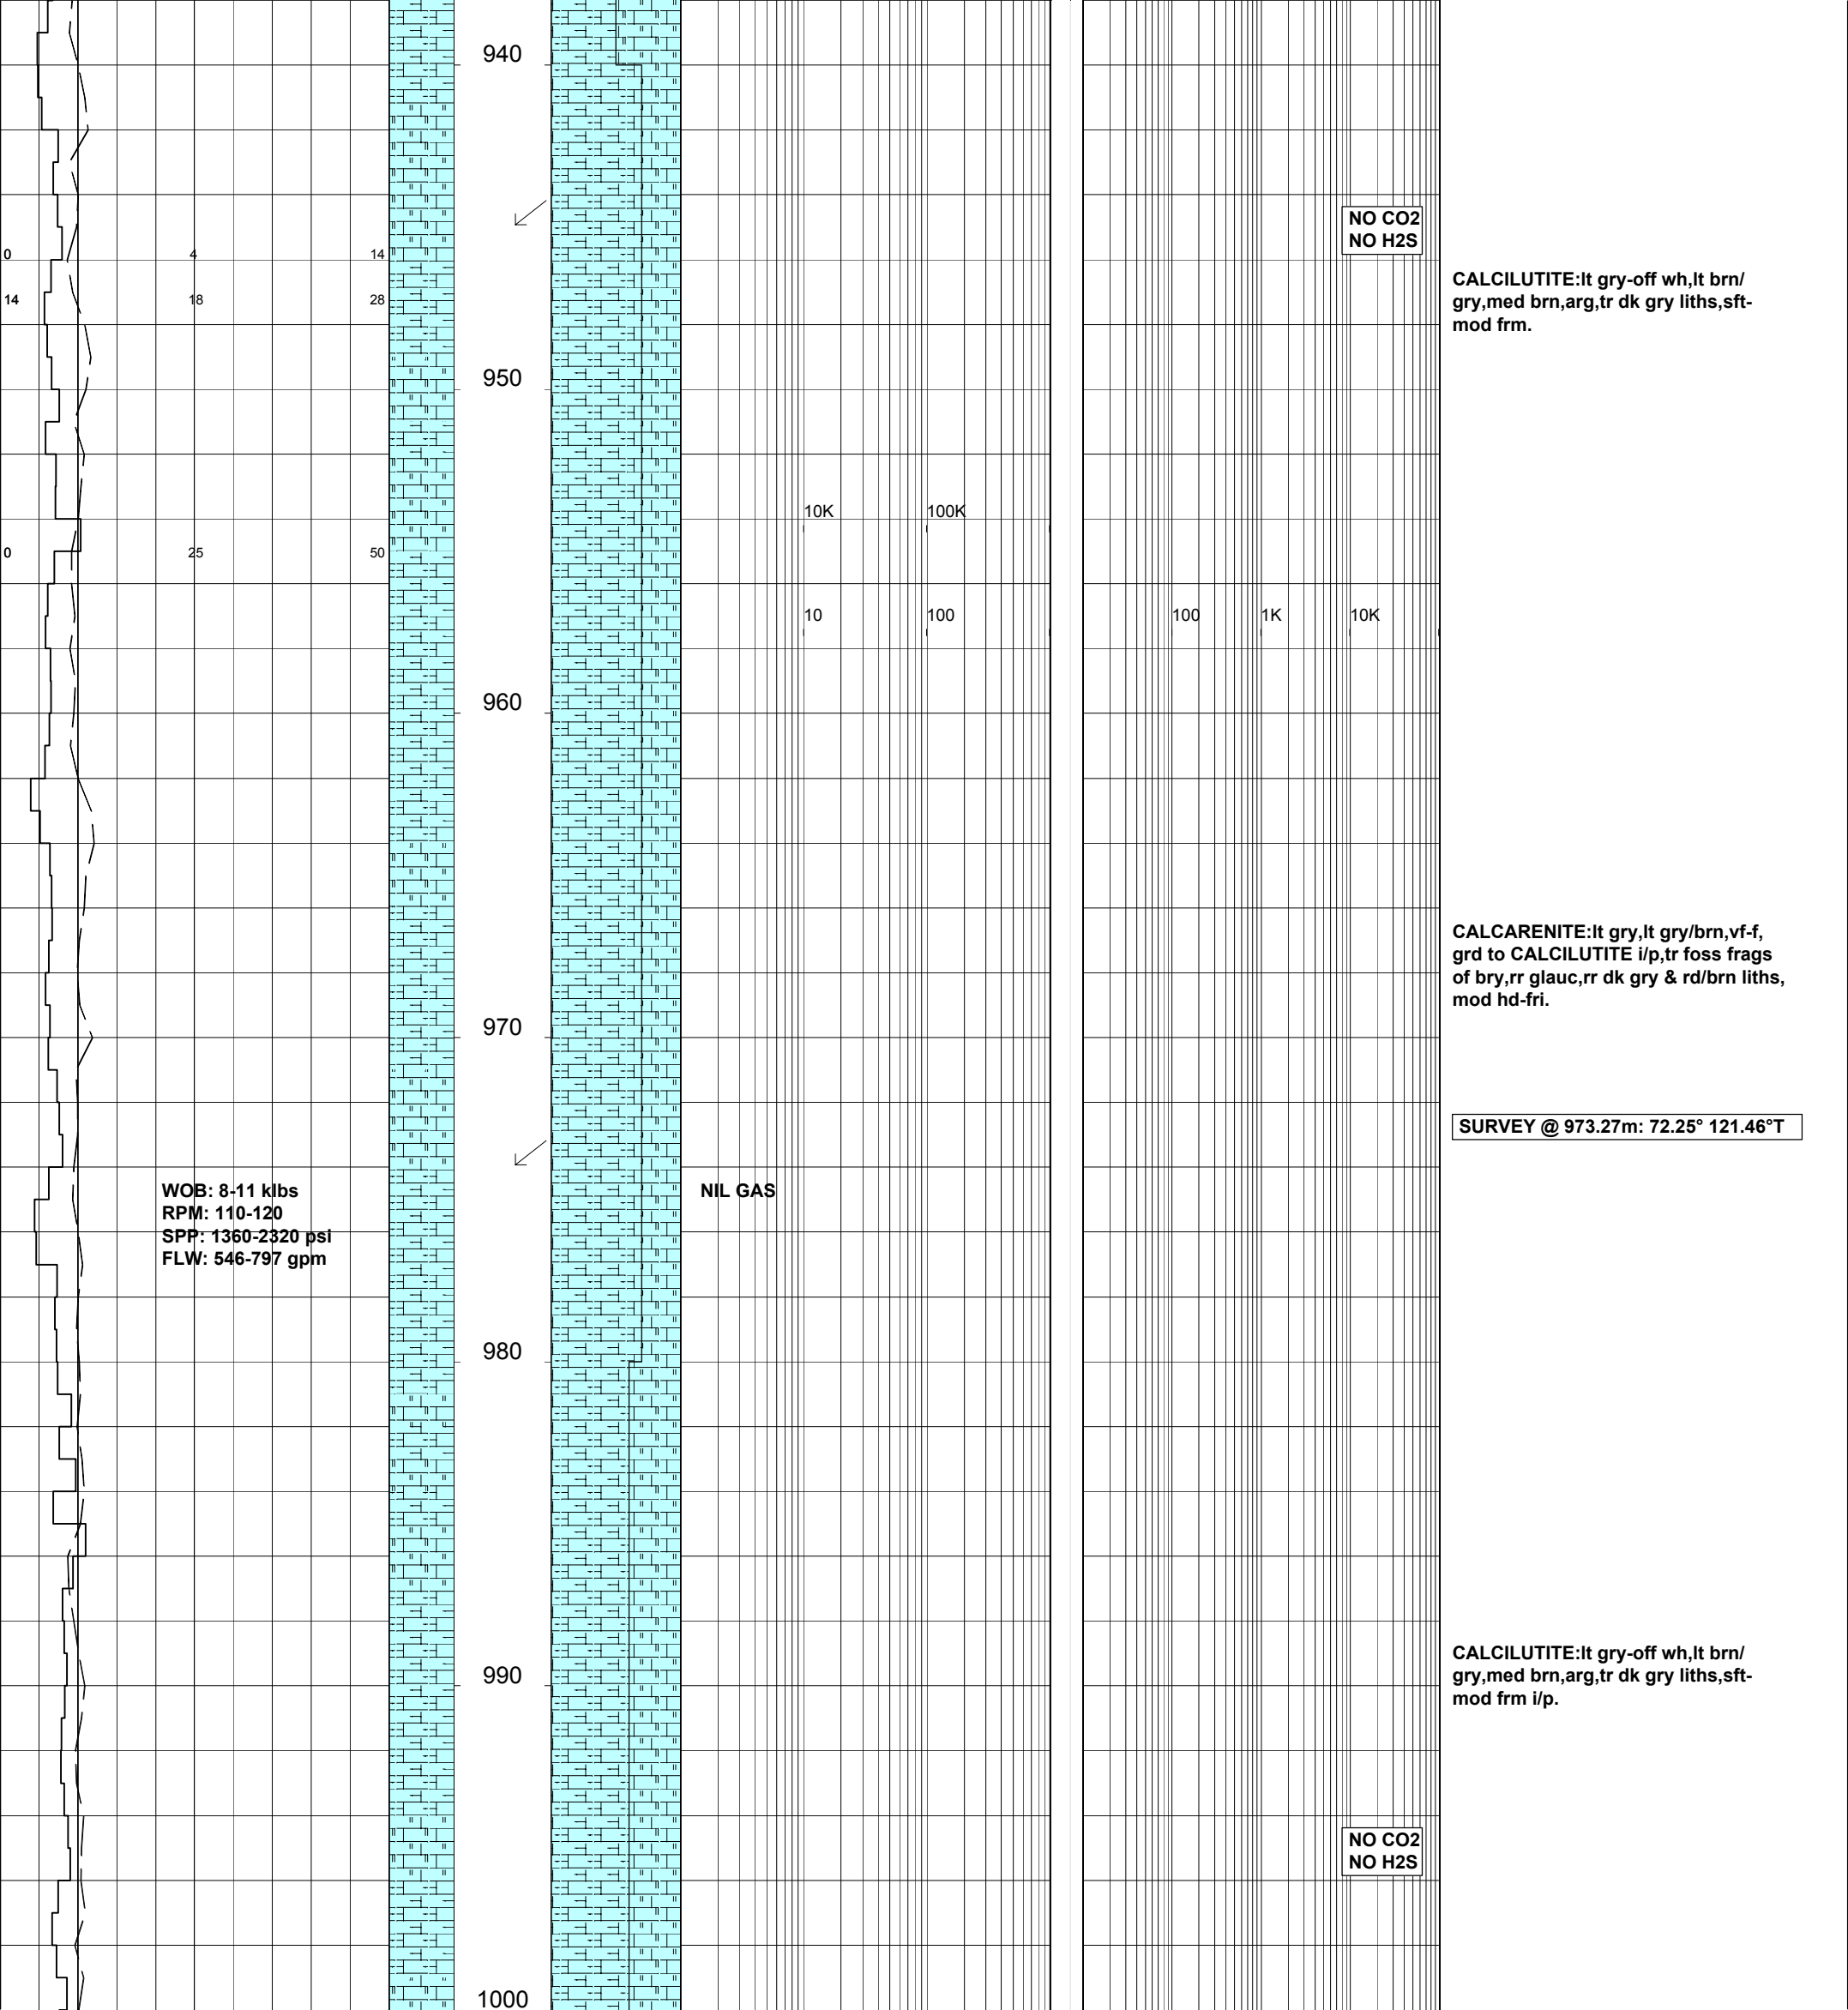 940
NO CO2
NO H2S
0 4 14
CALCILUTITE:lt gry-off wh,lt brn/
gry,med brn,arg,tr dk gry liths,sft-
mod frm.
14 18 28
950
10K 100K
0 25 50
10 100
100 1K 10K
960
CALCARENITE:lt gry,lt gry/brn,vf-f,
grd to CALCILUTITE i/p,tr foss frags
of bry,rr glauc,rr dk gry & rd/brn liths,
mod hd-fri.
970
SURVEY @ 973.27m: 72.25° 121.46°T
WOB: 8-11 klbs
RPM: 110-120
SPP: 1360-2320 psi
FLW: 546-797 gpm
NIL GAS
980
CALCILUTITE:lt gry-off wh,lt brn/
gry,med brn,arg,tr dk gry liths,sft-
mod frm i/p.
990
NO CO2
NO H2S
1000